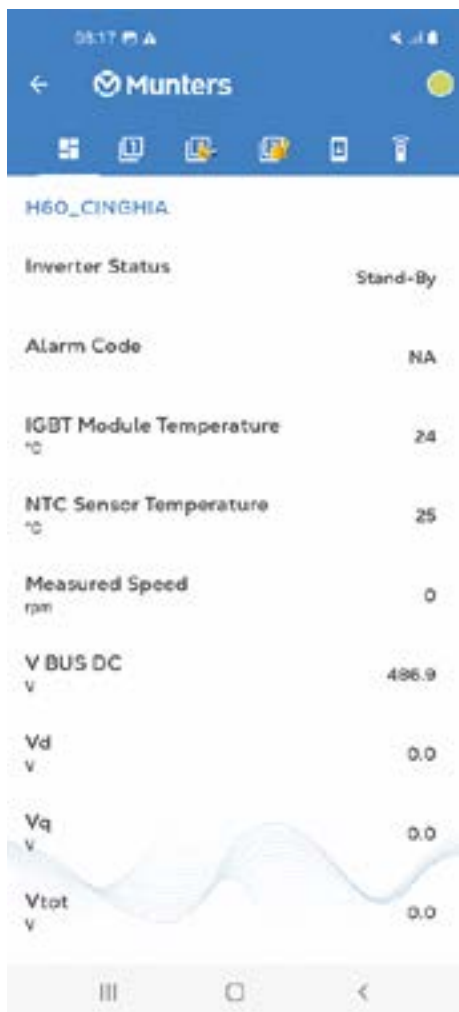 08:17
Munters
H60_CINGHIA
Inverter Status
Stand-By
Alarm Code
NA
IGBT Module Temperature
°C
24
NTC Sensor Temperature
°C
25
Measured Speed
rpm
0
V BUS DC
V
486.9
Vd
V
0.0
Vq
V
0.0
Vtot
V
0.0